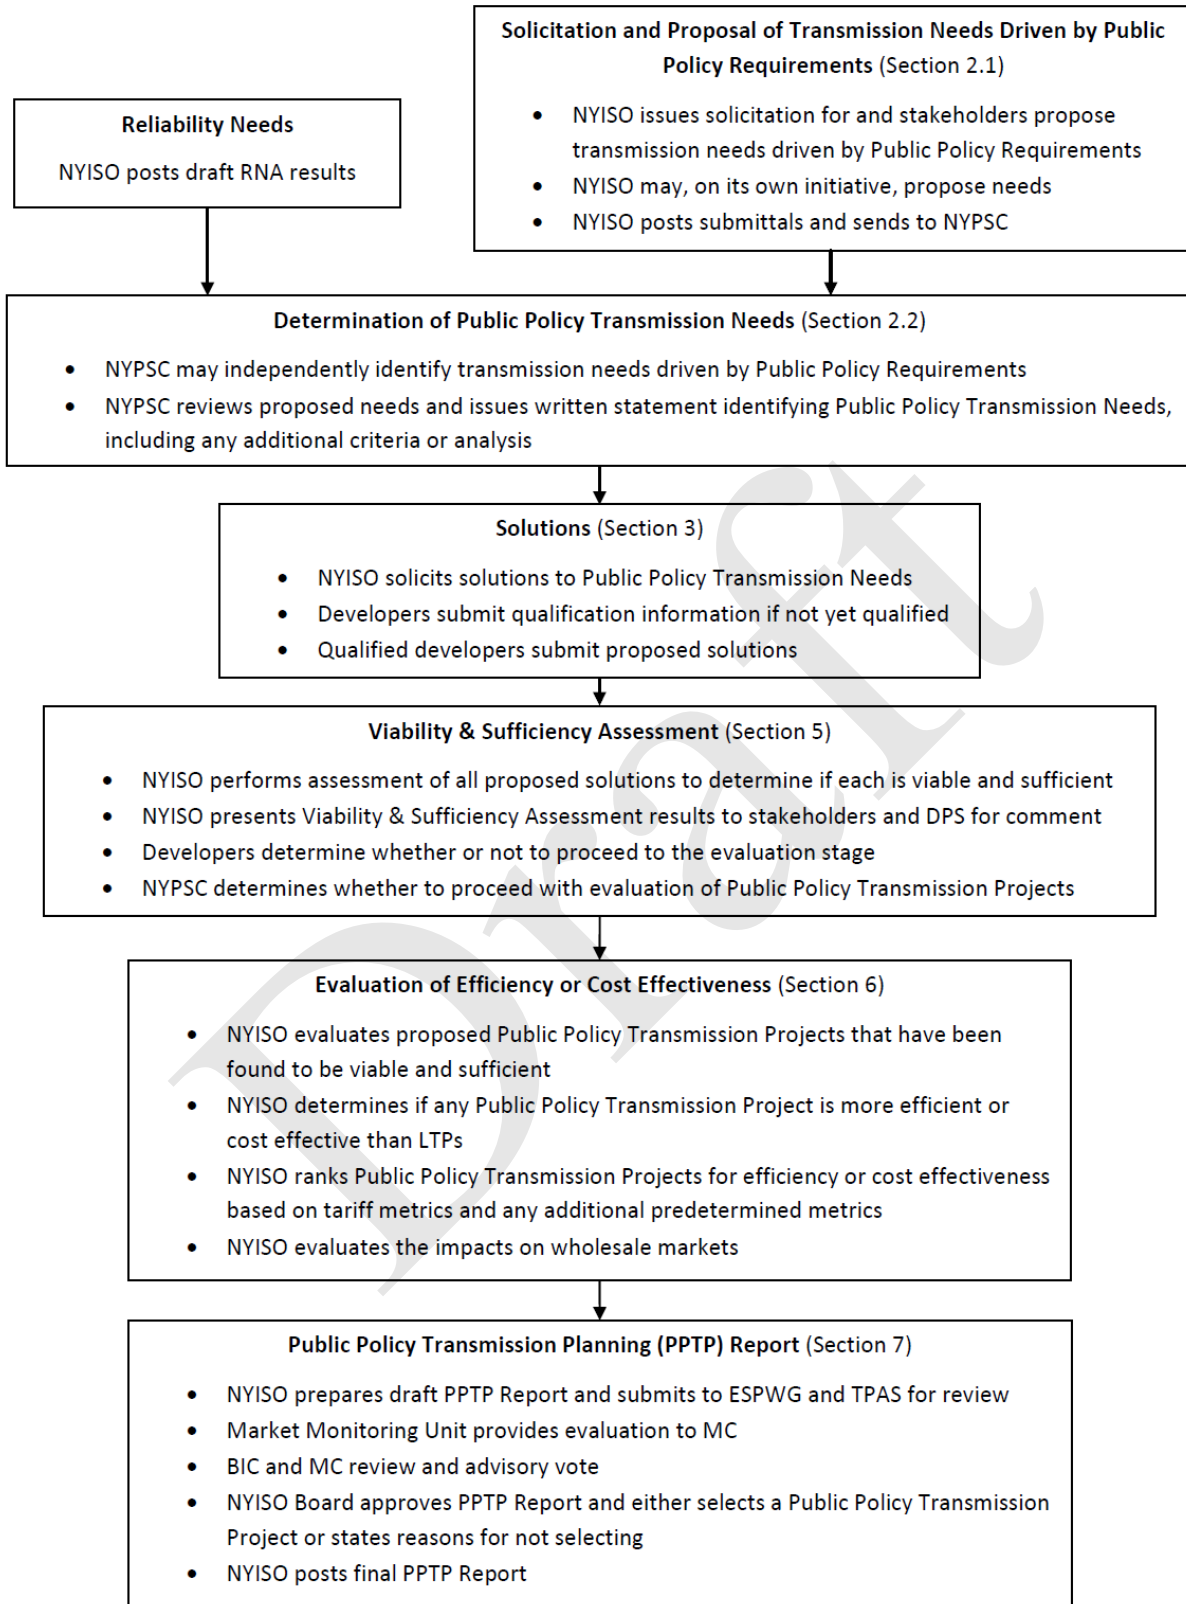 Solicitation and Proposal of Transmission Needs Driven by Public
Policy Requirements (Section 2.1)
• NYISO issues solicitation for and stakeholders propose
transmission needs driven by Public Policy Requirements
• NYISO may, on its own initiative, propose needs
• NYISO posts submittals and sends to NYPSC
Reliability Needs
NYISO posts draft RNA results
Determination of Public Policy Transmission Needs (Section 2.2)
• NYPSC may independently identify transmission needs driven by Public Policy Requirements
• NYPSC reviews proposed needs and issues written statement identifying Public Policy Transmission Needs,
including any additional criteria or analysis
Solutions (Section 3)
• NYISO solicits solutions to Public Policy Transmission Needs
• Developers submit qualification information if not yet qualified
• Qualified developers submit proposed solutions
Viability & Sufficiency Assessment (Section 5)
• NYISO performs assessment of all proposed solutions to determine if each is viable and sufficient
• NYISO presents Viability & Sufficiency Assessment results to stakeholders and DPS for comment
• Developers determine whether or not to proceed to the evaluation stage
• NYPSC determines whether to proceed with evaluation of Public Policy Transmission Projects
Evaluation of Efficiency or Cost Effectiveness (Section 6)
• NYISO evaluates proposed Public Policy Transmission Projects that have been
found to be viable and sufficient
• NYISO determines if any Public Policy Transmission Project is more efficient or
cost effective than LTPs
• NYISO ranks Public Policy Transmission Projects for efficiency or cost effectiveness
based on tariff metrics and any additional predetermined metrics
• NYISO evaluates the impacts on wholesale markets
Public Policy Transmission Planning (PPTP) Report (Section 7)
• NYISO prepares draft PPTP Report and submits to ESPWG and TPAS for review
• Market Monitoring Unit provides evaluation to MC
• BIC and MC review and advisory vote
• NYISO Board approves PPTP Report and either selects a Public Policy Transmission
Project or states reasons for not selecting
• NYISO posts final PPTP Report
Draft